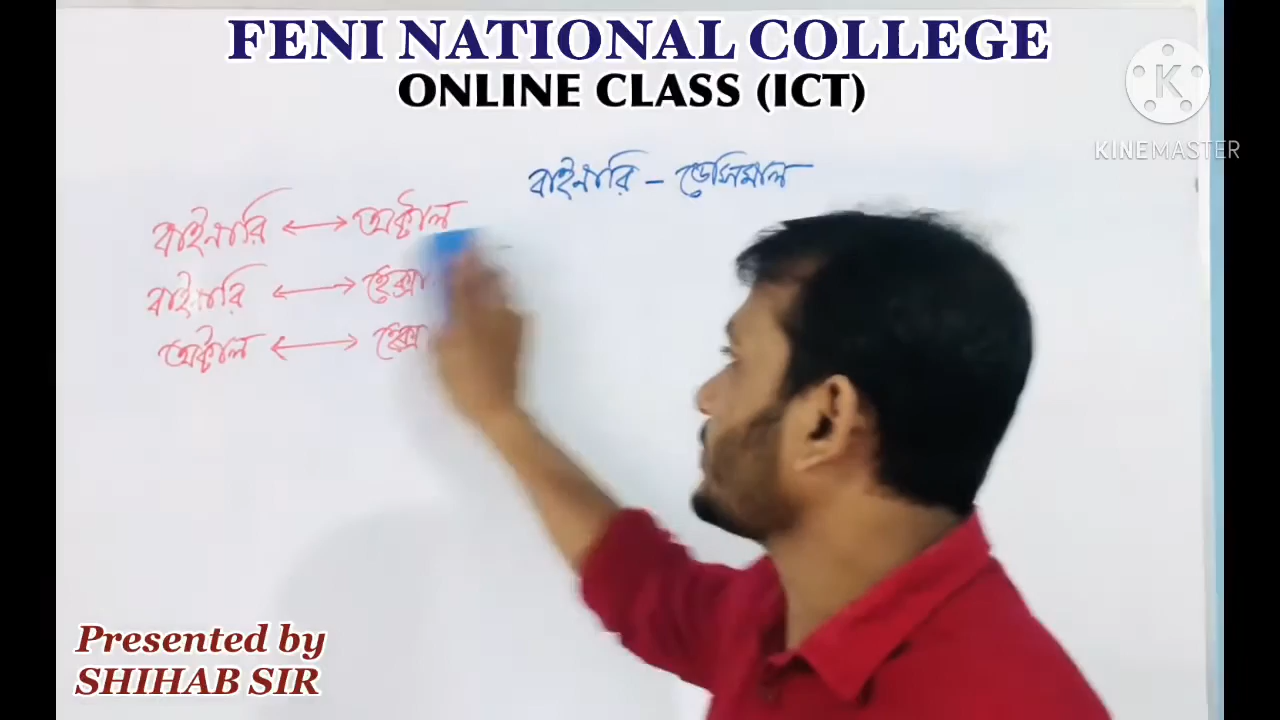 FENI NATIONAL COLLEGE
ONLINE CLASS (ICT)
KINEMASTER
বাইনারি – ডেসিমাল
বাইনারি ↔ অক্টাল
বাইনারি ↔ হেক্সা
অক্টাল ↔ হেক্সা
Presented by
SHIHAB SIR